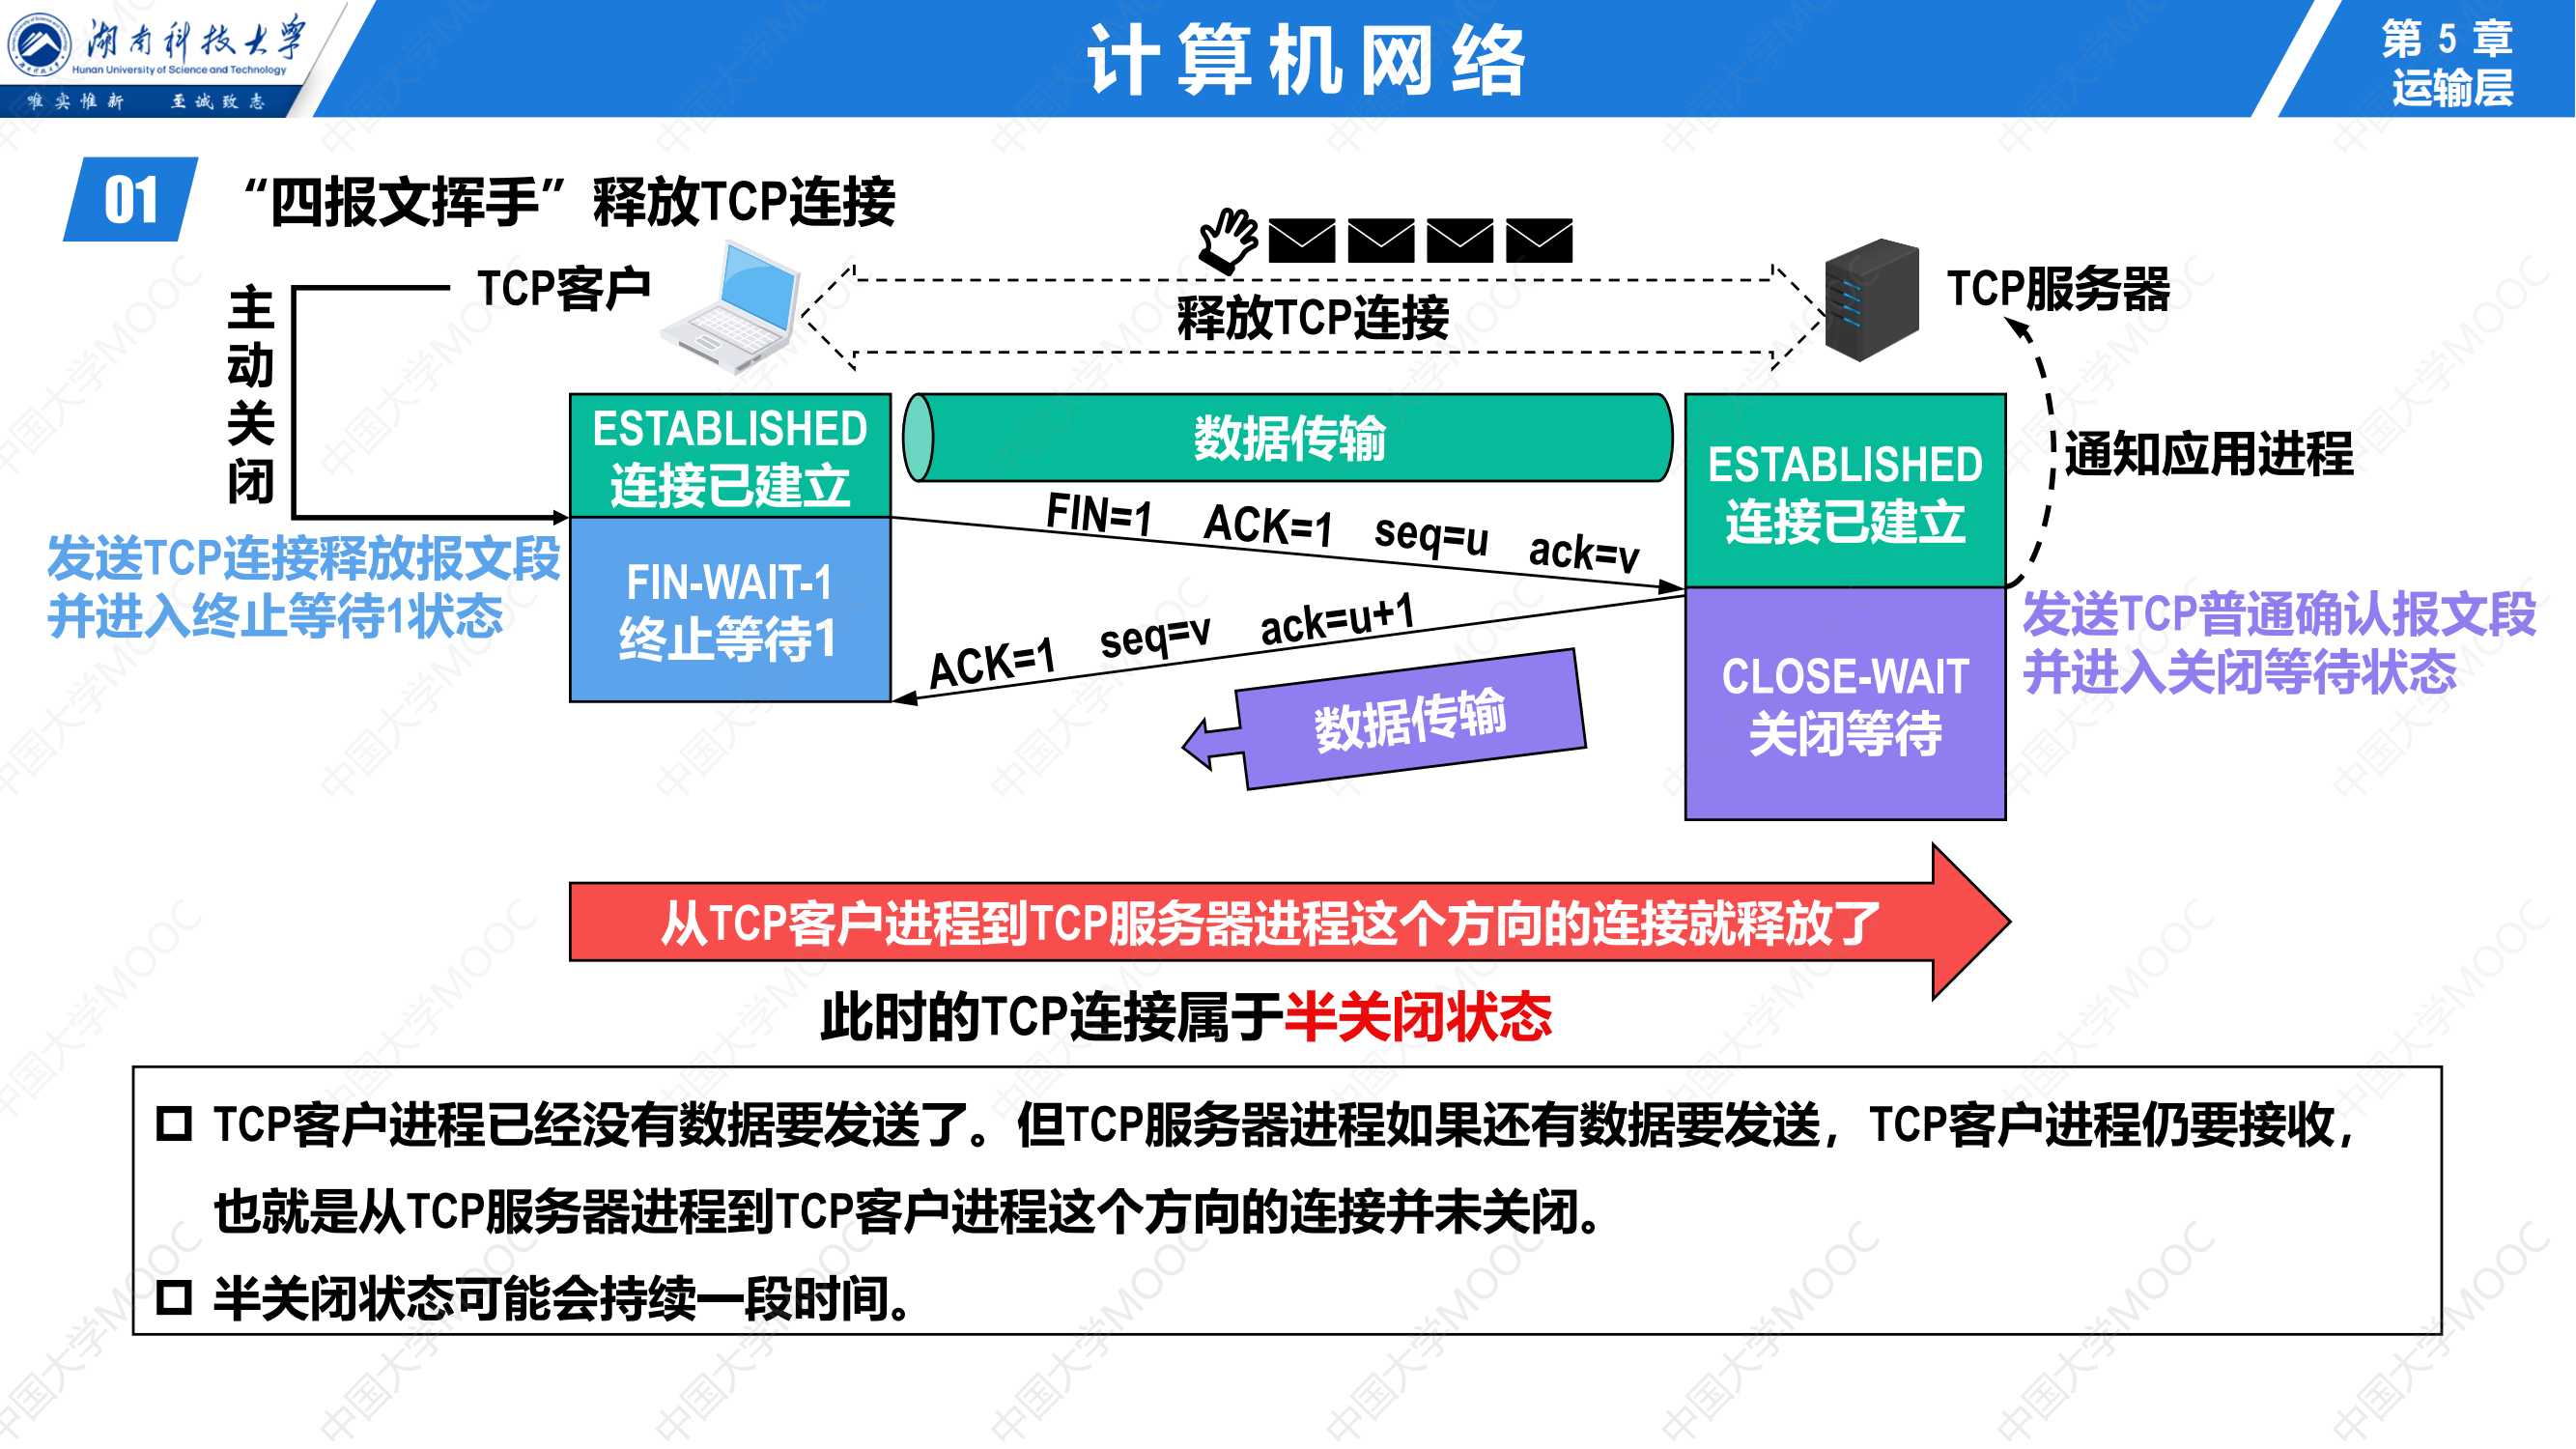 湖南科技大学
Hunan University of Science and Technology
唯实惟新 至诚致志
计算机网络
第 5 章
运输层
01
“四报文挥手”释放TCP连接
TCP客户
释放TCP连接
TCP服务器
主动关闭
ESTABLISHED
连接已建立
数据传输
ESTABLISHED
连接已建立
通知应用进程
FIN=1 ACK=1 seq=u ack=v
发送TCP连接释放报文段
并进入终止等待1状态
FIN-WAIT-1
终止等待1
ACK=1 seq=v ack=u+1
发送TCP普通确认报文段
并进入关闭等待状态
CLOSE-WAIT
关闭等待
数据传输
从TCP客户进程到TCP服务器进程这个方向的连接就释放了
此时的TCP连接属于半关闭状态
TCP客户进程已经没有数据要发送了。但TCP服务器进程如果还有数据要发送，TCP客户进程仍要接收，
也就是从TCP服务器进程到TCP客户进程这个方向的连接并未关闭。
半关闭状态可能会持续一段时间。
中国大学MOOC